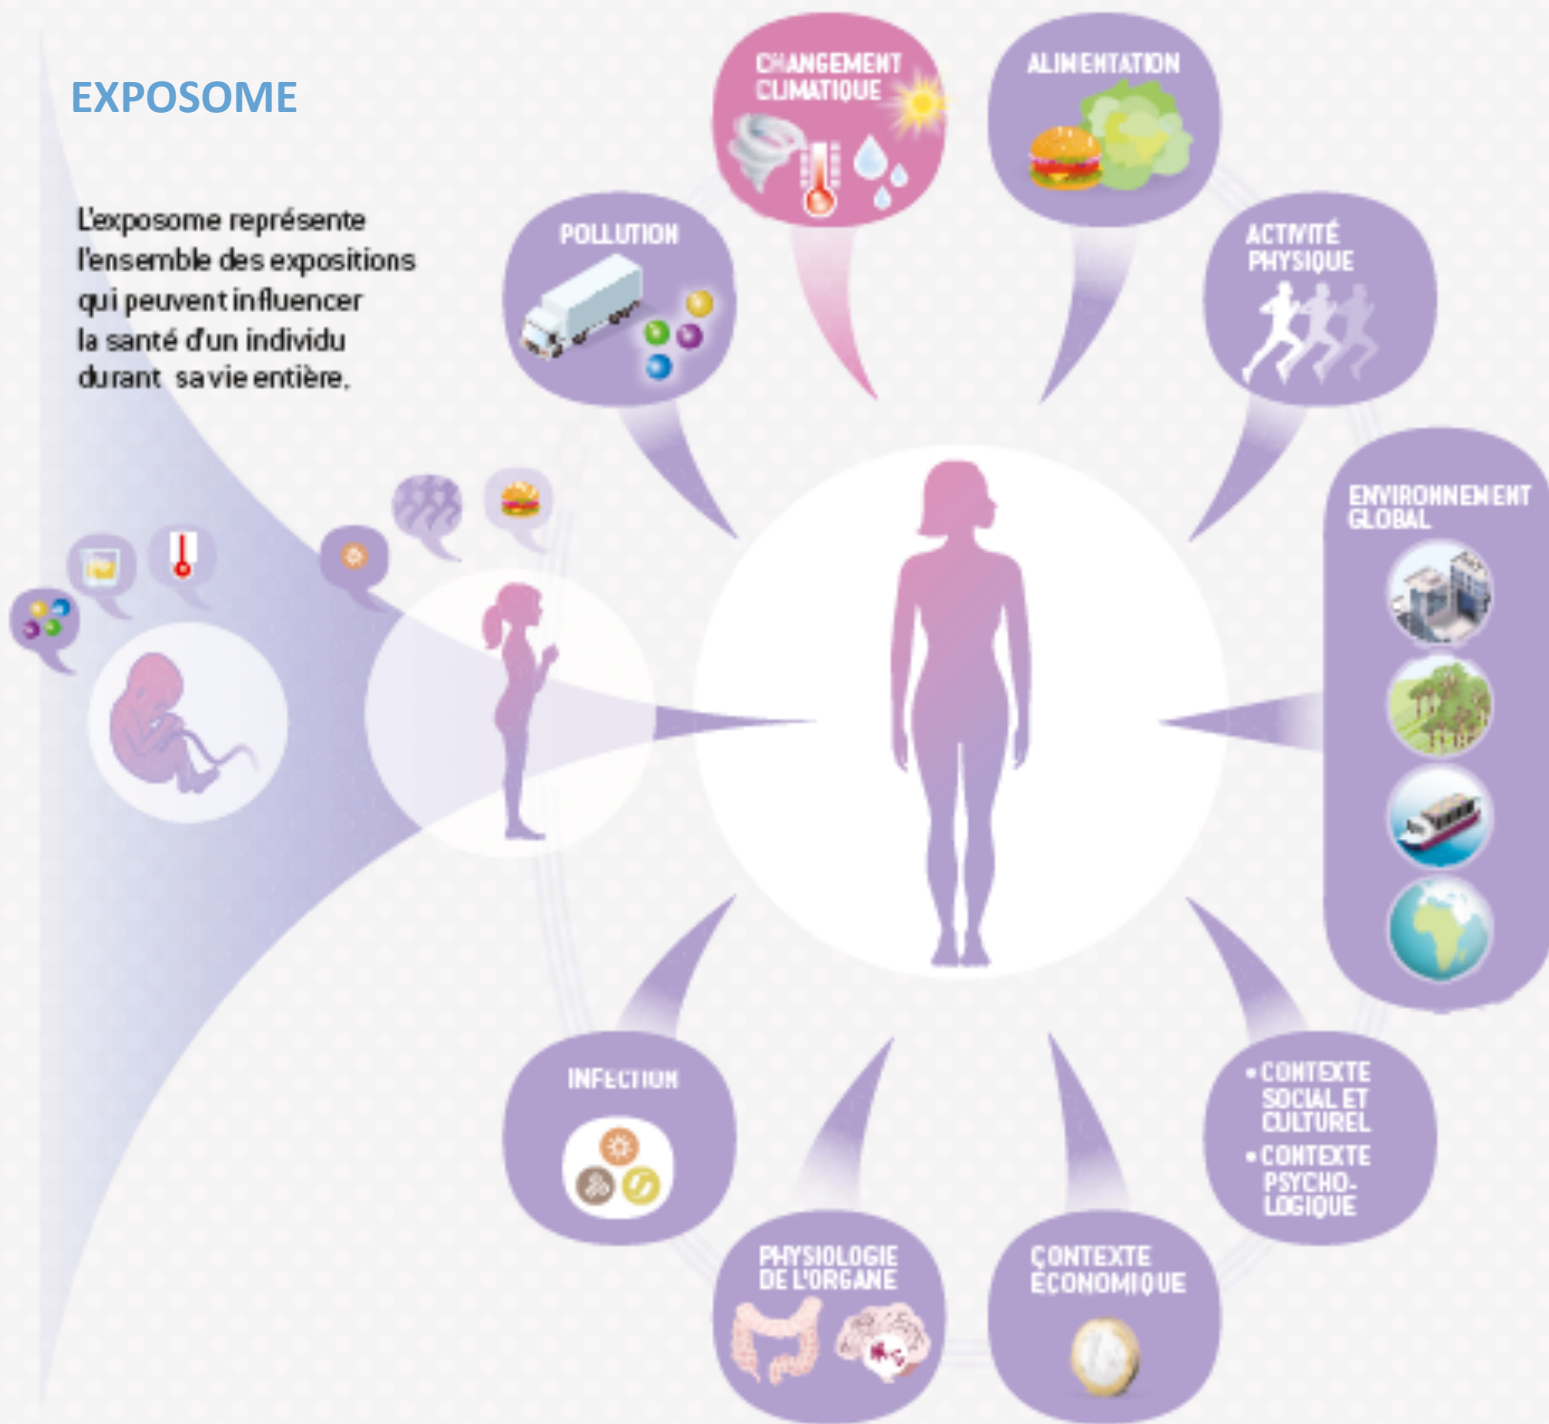 EXPOSOME
L'exposome représente
l'ensemble des expositions
qui peuvent influencer
la santé d'un individu
durant sa vie entière.
CHANGEMENT
CLIMATIQUE
ALIMENTATION
POLLUTION
ACTIVITÉ
PHYSIQUE
ENVIRONNEMENT
GLOBAL
INFECTION
• CONTEXTE
SOCIAL ET
CULTUREL
• CONTEXTE
PSYCHO-
LOGIQUE
PHYSIOLOGIE
DE L'ORGANE
CONTEXTE
ÉCONOMIQUE